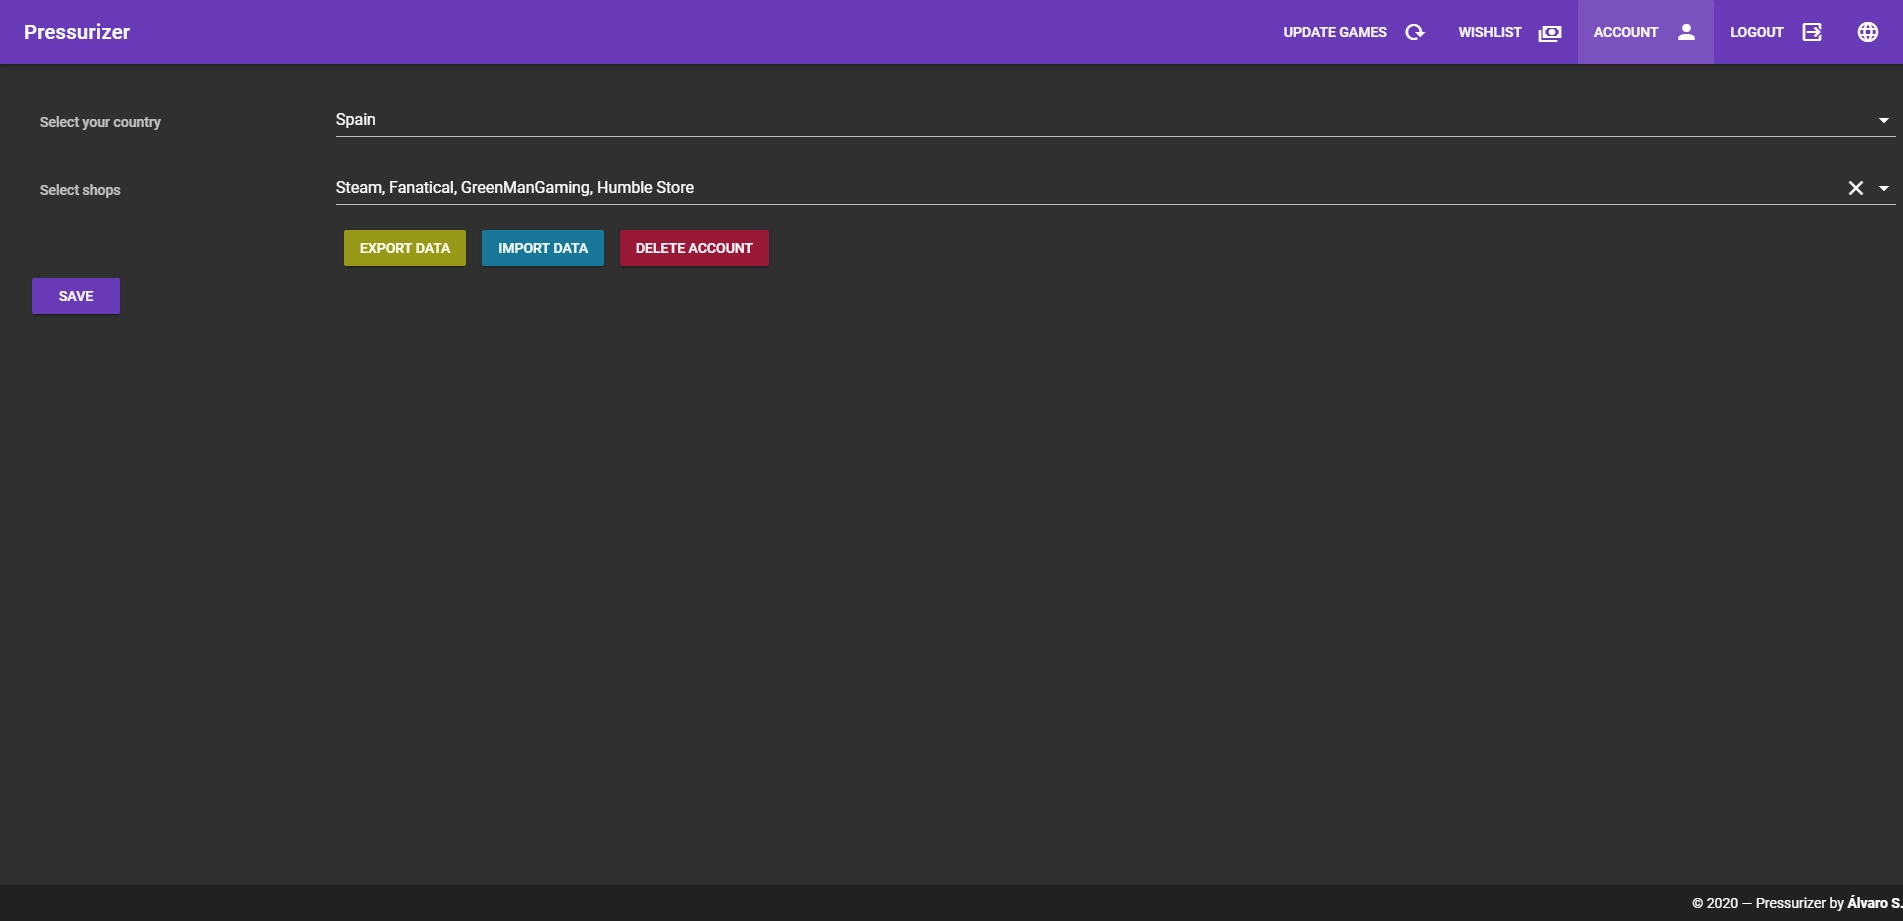 Pressurizer
UPDATE GAMES
WISHLIST
ACCOUNT
LOGOUT
Select your country
Spain
Select shops
Steam, Fanatical, GreenManGaming, Humble Store
EXPORT DATA
IMPORT DATA
DELETE ACCOUNT
SAVE
© 2020 — Pressurizer by Álvaro S.